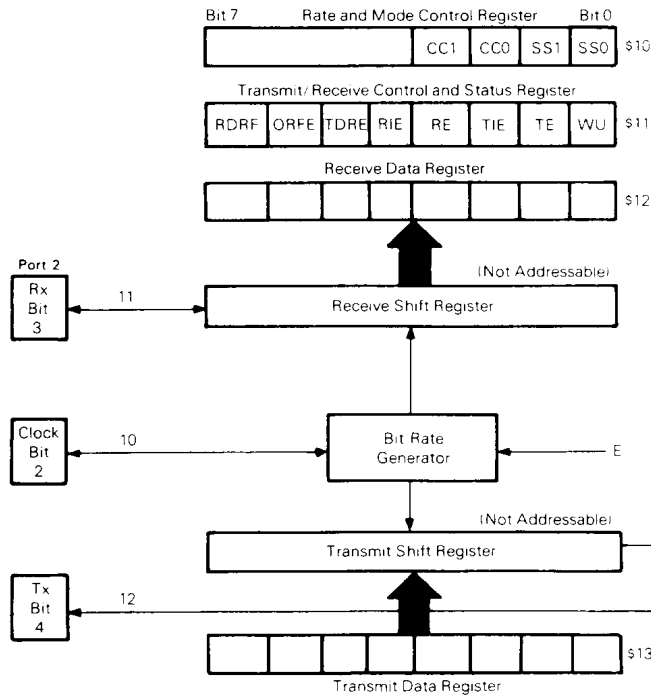 Bit 7 Rate and Mode Control Register Bit 0
CC1 CC0 SS1 SS0 $10
Transmit/Receive Control and Status Register
RDRF ORFE TDRE RIE RE TIE TE WU $11
Receive Data Register
$12
Port 2
(Not Addressable)
Rx
Bit
3
11
Receive Shift Register
Clock
Bit
2
10
Bit Rate
Generator
E
(Not Addressable)
Transmit Shift Register
Tx
Bit
4
12
$13
Transmit Data Register